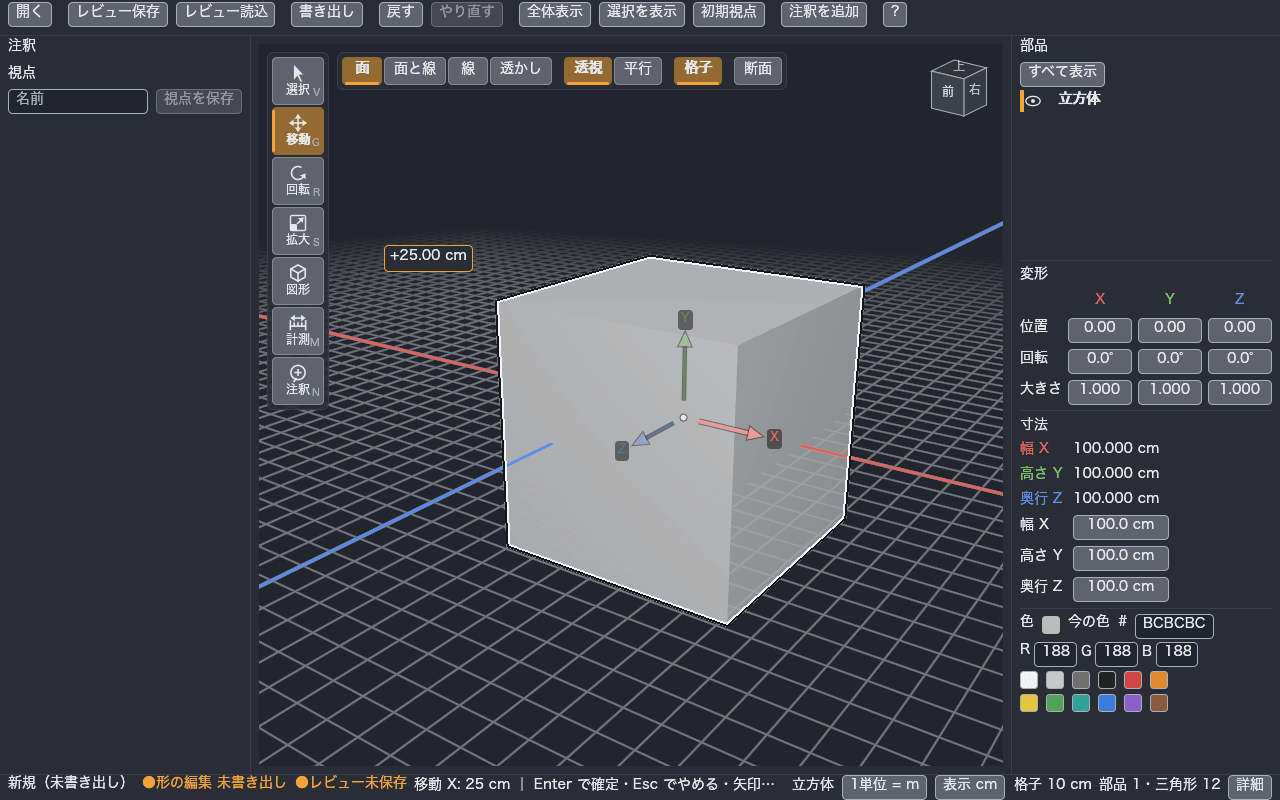 開く レビュー保存 レビュー読込 書き出し 戻す やり直す 全体表示 選択を表示 初期視点 注釈を追加 ?
注釈
視点
名前 視点を保存
選択 V
移動 G
回転 R
拡大 S
図形
計測 M
注釈 N
面 面と線 線 透かし 透視 平行 格子 断面
上
前 右
+25.00 cm
Y
X
Z
部品
すべて表示
立方体
変形
X Y Z
位置 0.00 0.00 0.00
回転 0.0° 0.0° 0.0°
大きさ 1.000 1.000 1.000
寸法
幅 X 100.000 cm
高さ Y 100.000 cm
奥行 Z 100.000 cm
幅 X 100.0 cm
高さ Y 100.0 cm
奥行 Z 100.0 cm
色 今の色 # BCBCBC
R 188 G 188 B 188
新規（未書き出し） ●形の編集 未書き出し ●レビュー未保存 移動 X: 25 cm | Enter で確定・Esc でやめる・矢印… 立方体 1単位 = m 表示 cm 格子 10 cm 部品 1・三角形 12 詳細